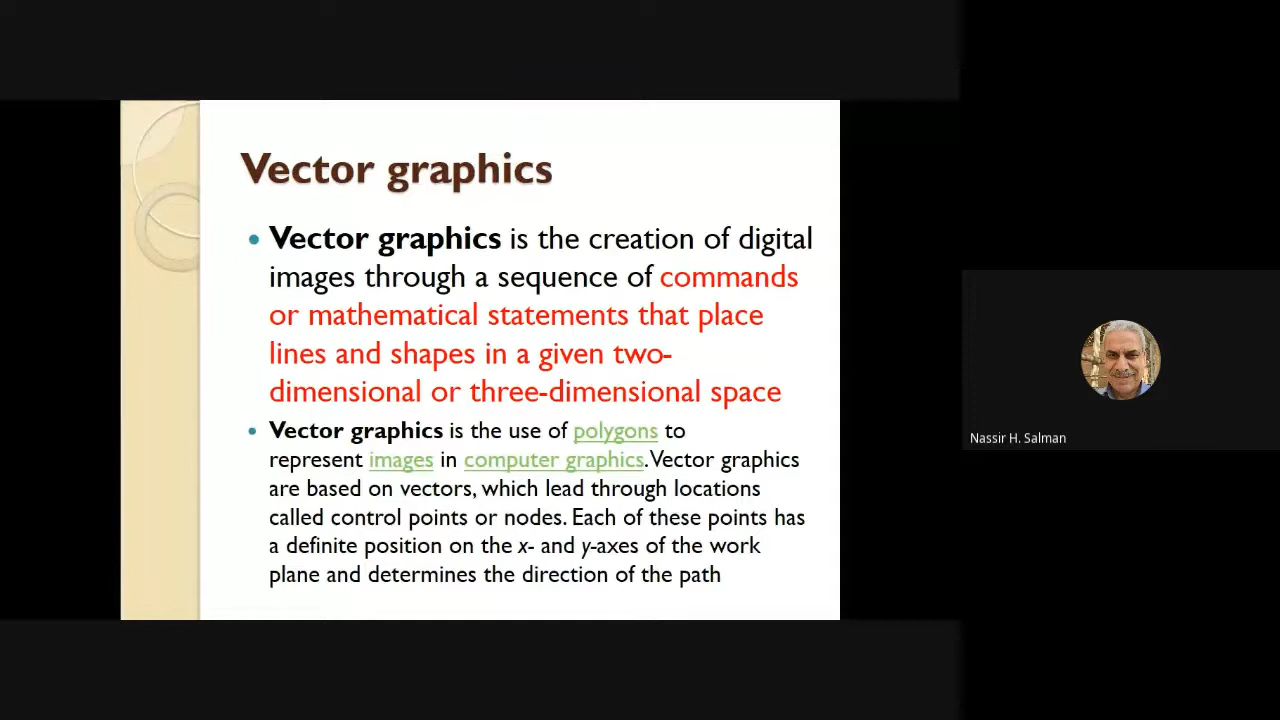 Vector graphics
• Vector graphics is the creation of digital
images through a sequence of commands
or mathematical statements that place
lines and shapes in a given two-
dimensional or three-dimensional space
• Vector graphics is the use of polygons to
represent images in computer graphics. Vector graphics
are based on vectors, which lead through locations
called control points or nodes. Each of these points has
a definite position on the x- and y-axes of the work
plane and determines the direction of the path
Nassir H. Salman